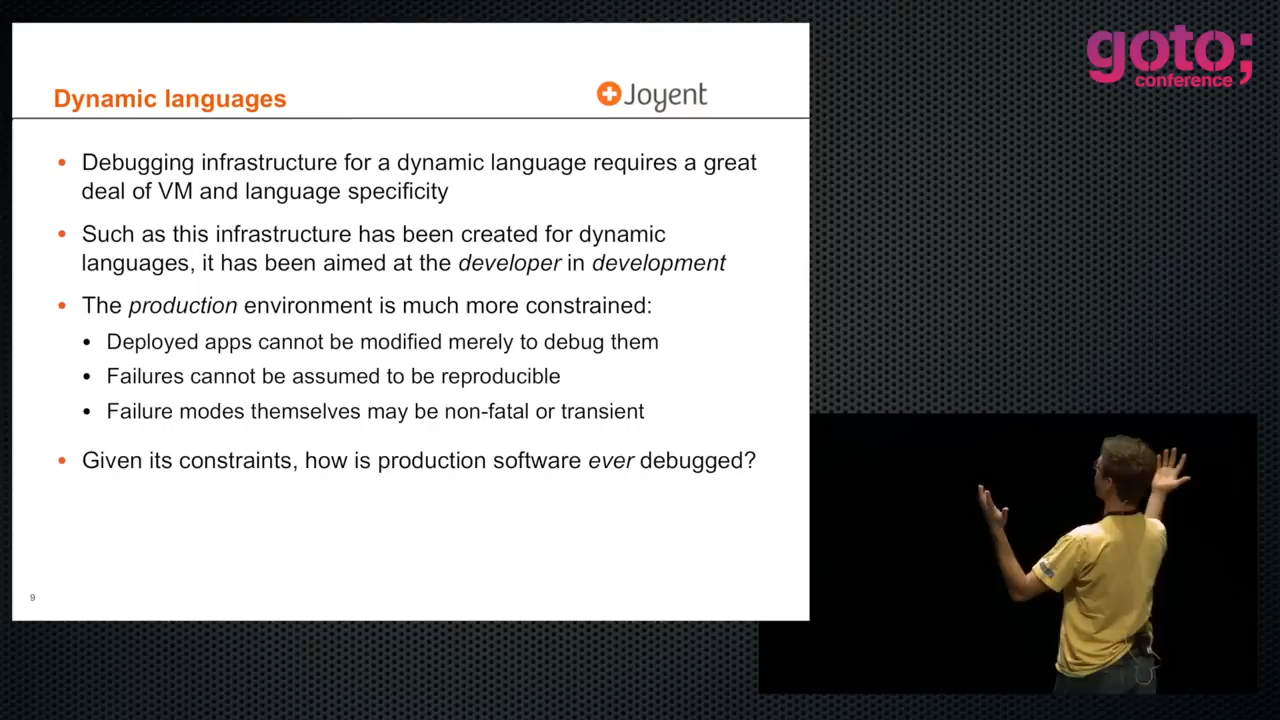 goto;
conference
Dynamic languages
Joyent
• Debugging infrastructure for a dynamic language requires a great
deal of VM and language specificity
• Such as this infrastructure has been created for dynamic
languages, it has been aimed at the developer in development
• The production environment is much more constrained:
• Deployed apps cannot be modified merely to debug them
• Failures cannot be assumed to be reproducible
• Failure modes themselves may be non-fatal or transient
• Given its constraints, how is production software ever debugged?
9